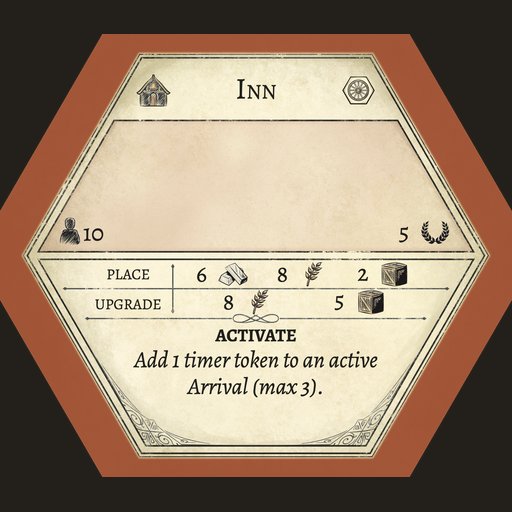 Inn
10 5
PLACE 6 8 2
UPGRADE 8 5
ACTIVATE
Add 1 timer token to an active
Arrival (max 3).